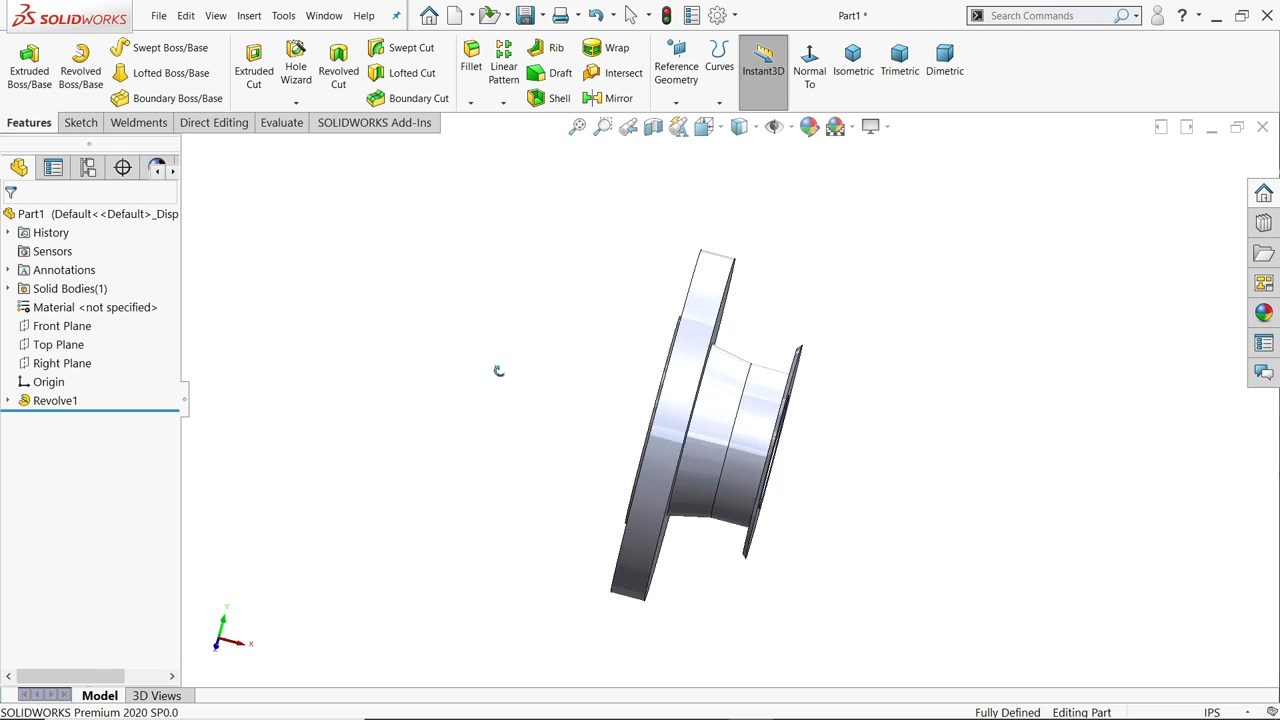 SOLIDWORKS File Edit View Insert Tools Window Help Part1 * Search Commands ?
Extruded Boss/Base Revolved Boss/Base Swept Boss/Base Lofted Boss/Base Boundary Boss/Base Extruded Cut Hole Wizard Revolved Cut Swept Cut Lofted Cut Boundary Cut Fillet Linear Pattern Rib Draft Shell Wrap Intersect Mirror Reference Geometry Curves Instant3D Normal To Isometric Trimetric Dimetric
Features Sketch Weldments Direct Editing Evaluate SOLIDWORKS Add-Ins
Part1 (Default<<Default>_Disp
History
Sensors
Annotations
Solid Bodies(1)
Material <not specified>
Front Plane
Top Plane
Right Plane
Origin
Revolve1
Y
X
Z
Model 3D Views
SOLIDWORKS Premium 2020 SP0.0 Fully Defined Editing Part IPS